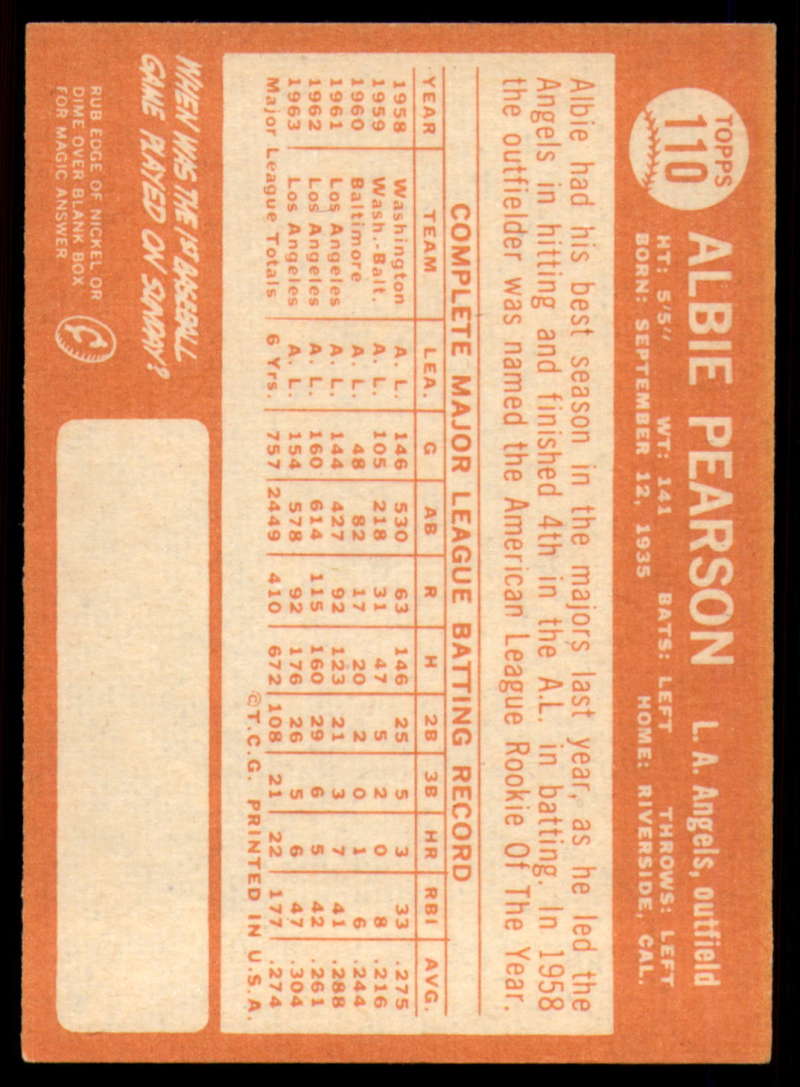 TOPPS
110
ALBIE PEARSON L. A. Angels, outfield
HT: 5'5" WT: 141 BATS: LEFT THROWS: LEFT
BORN: SEPTEMBER 12, 1935 HOME: RIVERSIDE, CAL.
Albie had his best season in the majors last year, as he led the
Angels in hitting and finished 4th in the A.L. in batting. In 1958
the outfielder was named the American League Rookie Of The Year.
COMPLETE MAJOR LEAGUE BATTING RECORD
YEAR TEAM LEA. G AB R H 2B 3B HR RBI AVG.
1958 Washington A. L. 146 530 63 146 25 5 3 33 .275
1959 Wash.-Balt. A. L. 105 218 31 47 5 2 0 8 .216
1960 Baltimore A. L. 48 82 17 20 2 0 1 6 .244
1961 Los Angeles A. L. 144 427 92 123 21 3 7 41 .288
1962 Los Angeles A. L. 160 614 115 160 29 6 5 42 .261
1963 Los Angeles A. L. 154 578 92 176 26 5 6 47 .304
Major League Totals 6 Yrs. 757 2449 410 672 108 21 22 177 .274
©T.C.G. PRINTED IN U.S.A.
WHEN WAS THE 1ST BASEBALL
GAME PLAYED ON SUNDAY?
RUB EDGE OF NICKEL OR
DIME OVER BLANK BOX
FOR MAGIC ANSWER